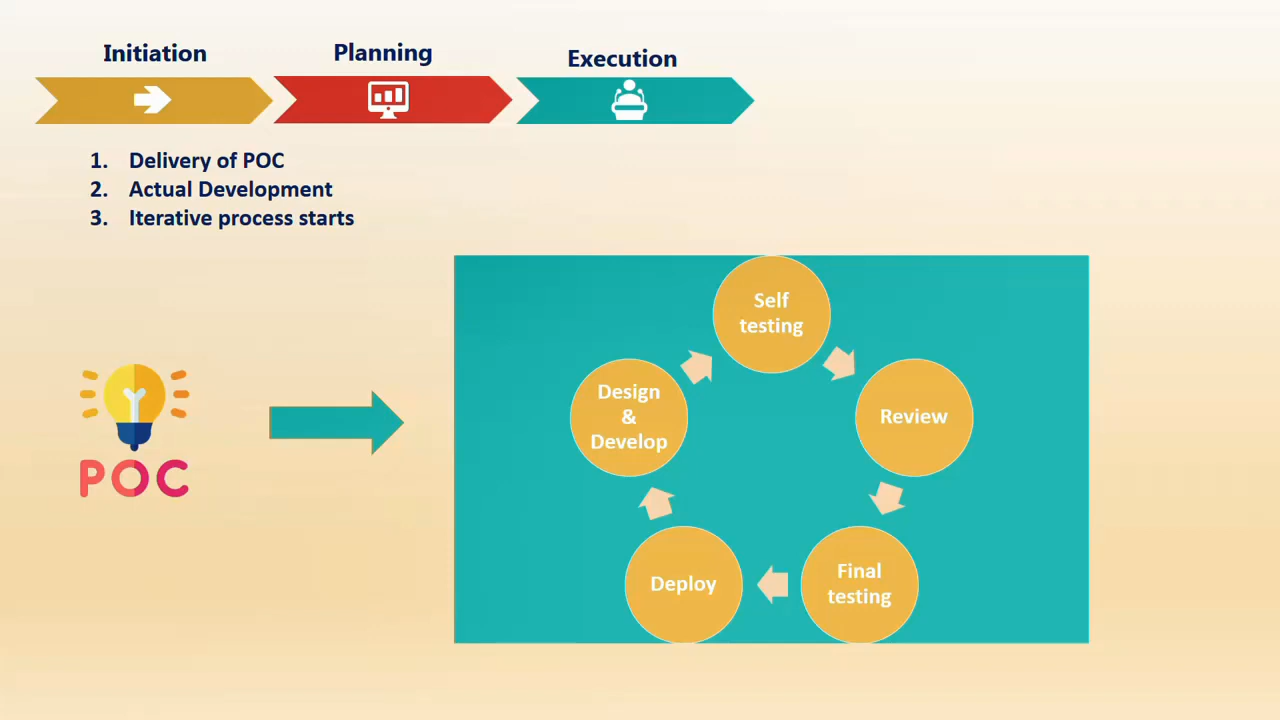 Initiation
Planning
Execution
1. Delivery of POC
2. Actual Development
3. Iterative process starts
POC
Self
testing
Design
&
Develop
Review
Deploy
Final
testing